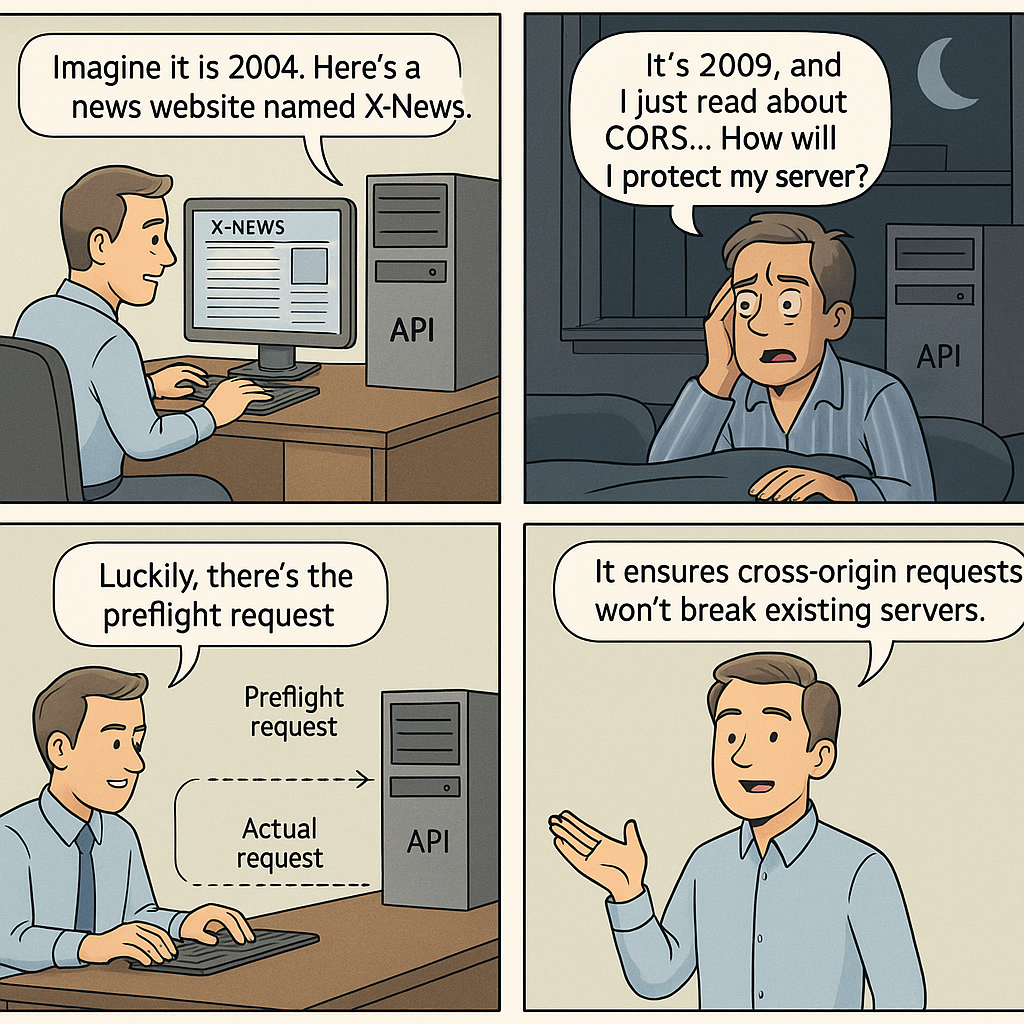 Imagine it is 2004. Here's a
news website named X-News.
X-NEWS
API
It's 2009, and
I just read about
CORS... How will
I protect my server?
API
Luckily, there's the
preflight request
Preflight
request
Actual
request
API
It ensures cross-origin requests
won't break existing servers.